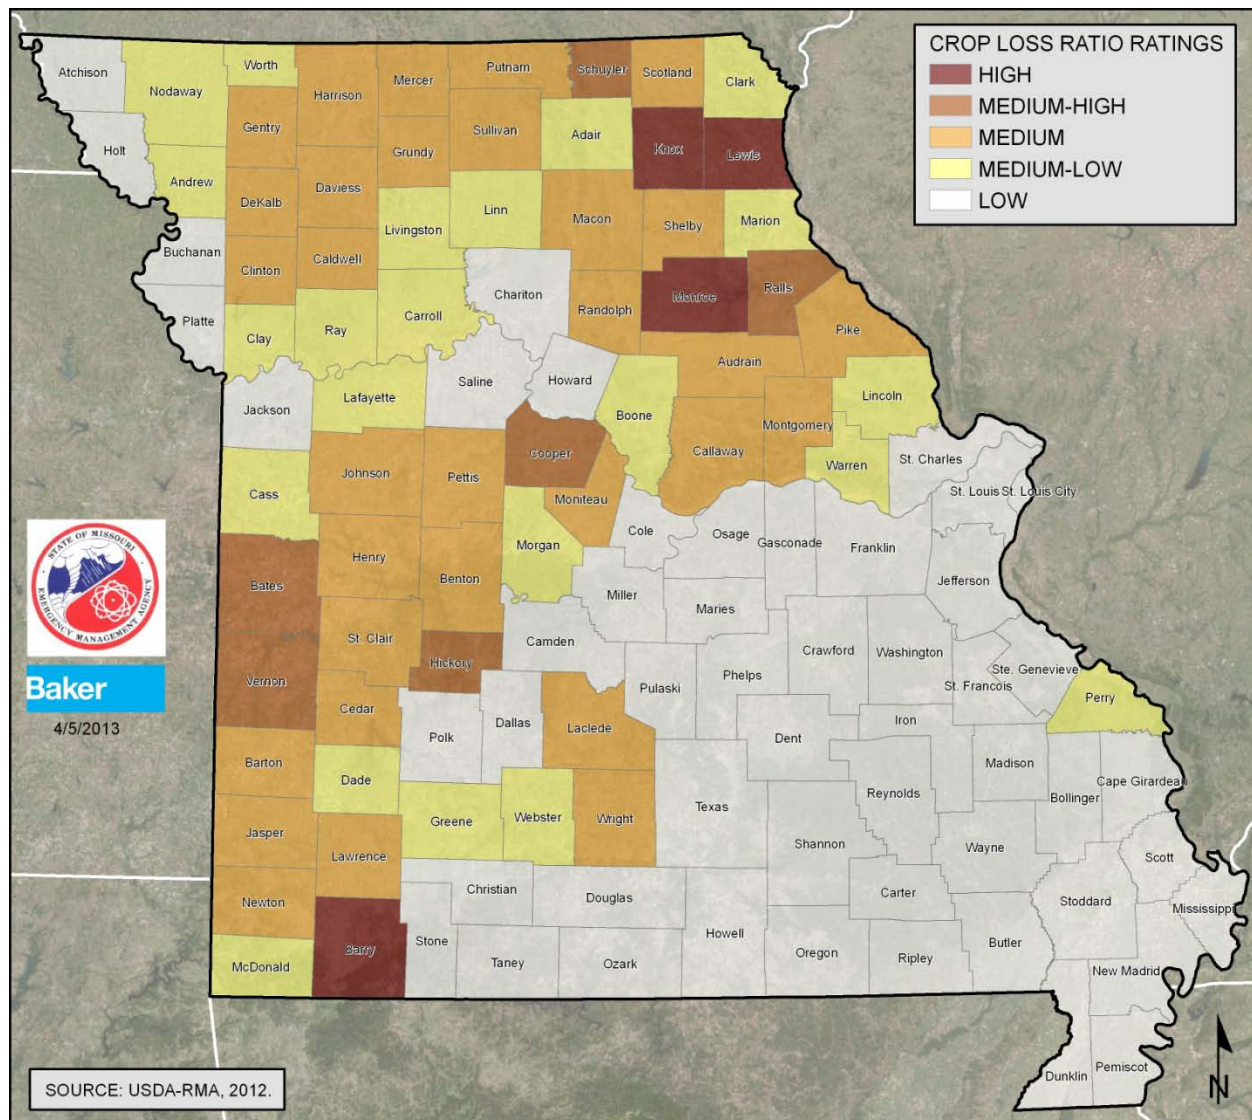 CROP LOSS RATIO RATINGS
HIGH
MEDIUM-HIGH
MEDIUM
MEDIUM-LOW
LOW
Atchison
Nodaway
Worth
Harrison
Mercer
Putnam
Schuyler
Scotland
Clark
Holt
Gentry
Grundy
Sullivan
Adair
Knox
Lewis
Andrew
DeKalb
Daviess
Livingston
Linn
Macon
Shelby
Marion
Buchanan
Clinton
Caldwell
Chariton
Randolph
Monroe
Ralls
Platte
Clay
Ray
Carroll
Pike
Audrain
Jackson
Lafayette
Saline
Howard
Boone
Lincoln
Callaway
Montgomery
Warren
St. Charles
Cass
Johnson
Pettis
Cooper
Moniteau
St. Louis
St. Louis City
Morgan
Cole
Osage
Gasconade
Franklin
Jefferson
STATE OF MISSOURI
EMERGENCY MANAGEMENT AGENCY
Bates
Henry
Benton
Miller
Maries
Camden
Vernon
St. Clair
Hickory
Pulaski
Phelps
Crawford
Washington
Ste. Genevieve
St. Francois
Perry
Baker
4/5/2013
Cedar
Polk
Dallas
Laclede
Dent
Iron
Madison
Barton
Dade
Greene
Webster
Wright
Texas
Reynolds
Bollinger
Cape Girardeau
Jasper
Lawrence
Shannon
Wayne
Scott
Newton
Christian
Douglas
Carter
Stoddard
Mississippi
McDonald
Barry
Stone
Taney
Ozark
Howell
Oregon
Ripley
Butler
New Madrid
Dunklin
Pemiscot
N
SOURCE: USDA-RMA, 2012.